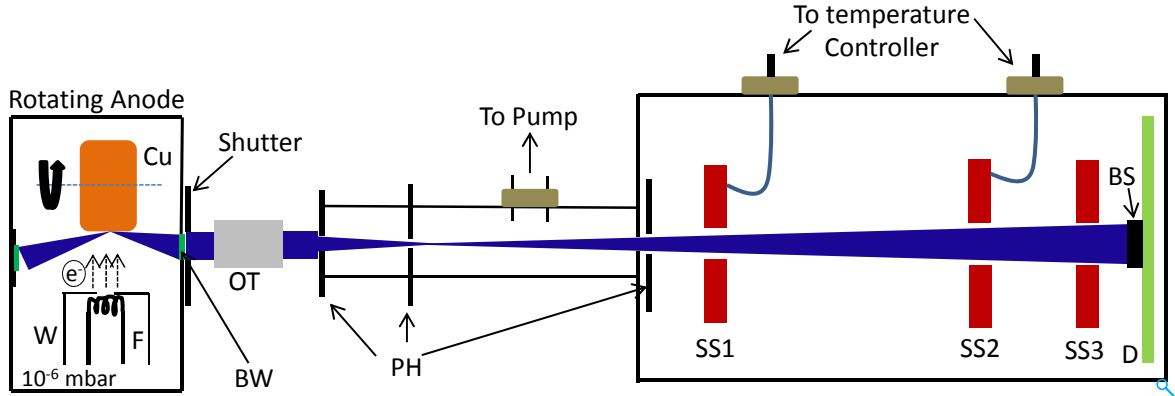 To temperature
Controller
Rotating Anode
To Pump
Cu
Shutter
BS
e-
OT
W
F
SS1
SS2
SS3
D
10-6 mbar
BW
PH